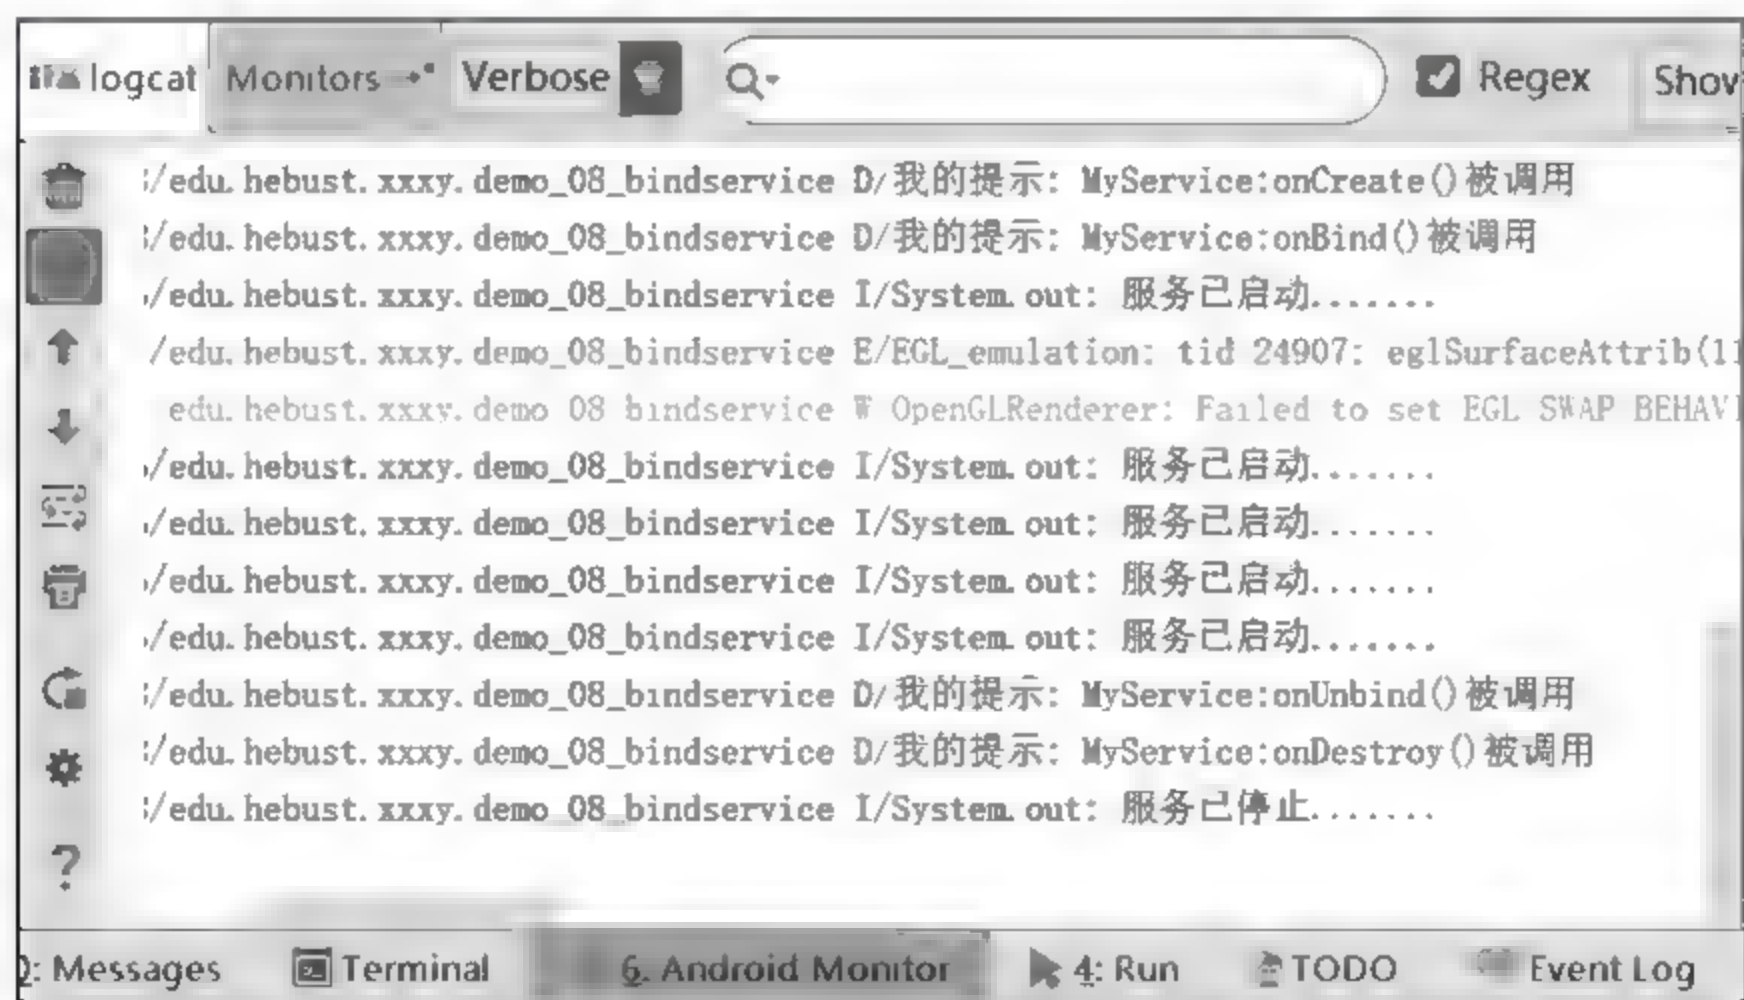 logcat Monitors Verbose Regex Show
/edu.hebust.xxxy.demo_08_bindservice D/我的提示: MyService:onCreate()被调用
/edu.hebust.xxxy.demo_08_bindservice D/我的提示: MyService:onBind()被调用
/edu.hebust.xxxy.demo_08_bindservice I/System.out: 服务已启动.......
/edu.hebust.xxxy.demo_08_bindservice E/EGL_emulation: tid 24907: eglSurfaceAttrib(11
edu.hebust.xxxy.demo 08 bindservice W OpenGLRenderer: Failed to set EGL SWAP BEHAVI
/edu.hebust.xxxy.demo_08_bindservice I/System.out: 服务已启动.......
/edu.hebust.xxxy.demo_08_bindservice I/System.out: 服务已启动.......
/edu.hebust.xxxy.demo_08_bindservice I/System.out: 服务已启动.......
/edu.hebust.xxxy.demo_08_bindservice I/System.out: 服务已启动.......
/edu.hebust.xxxy.demo_08_bindservice D/我的提示: MyService:onUnbind()被调用
/edu.hebust.xxxy.demo_08_bindservice D/我的提示: MyService:onDestroy()被调用
/edu.hebust.xxxy.demo_08_bindservice I/System.out: 服务已停止.......
: Messages Terminal 6. Android Monitor 4: Run TODO Event Log